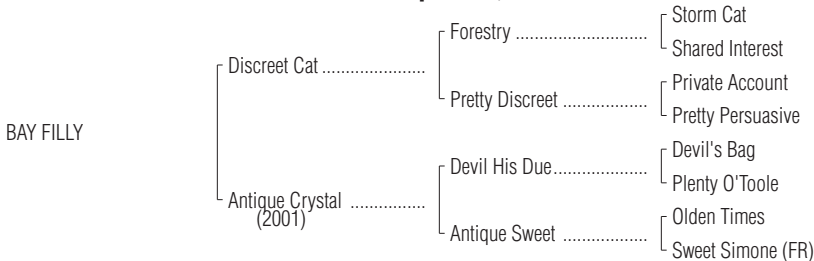 Storm Cat
Forestry ............................
Shared Interest
Discreet Cat ......................
Private Account
Pretty Discreet ..................
Pretty Persuasive
BAY FILLY
Devil's Bag
Devil His Due....................
Plenty O'Toole
Antique Crystal ................
(2001)
Olden Times
Antique Sweet ..................
Sweet Simone (FR)